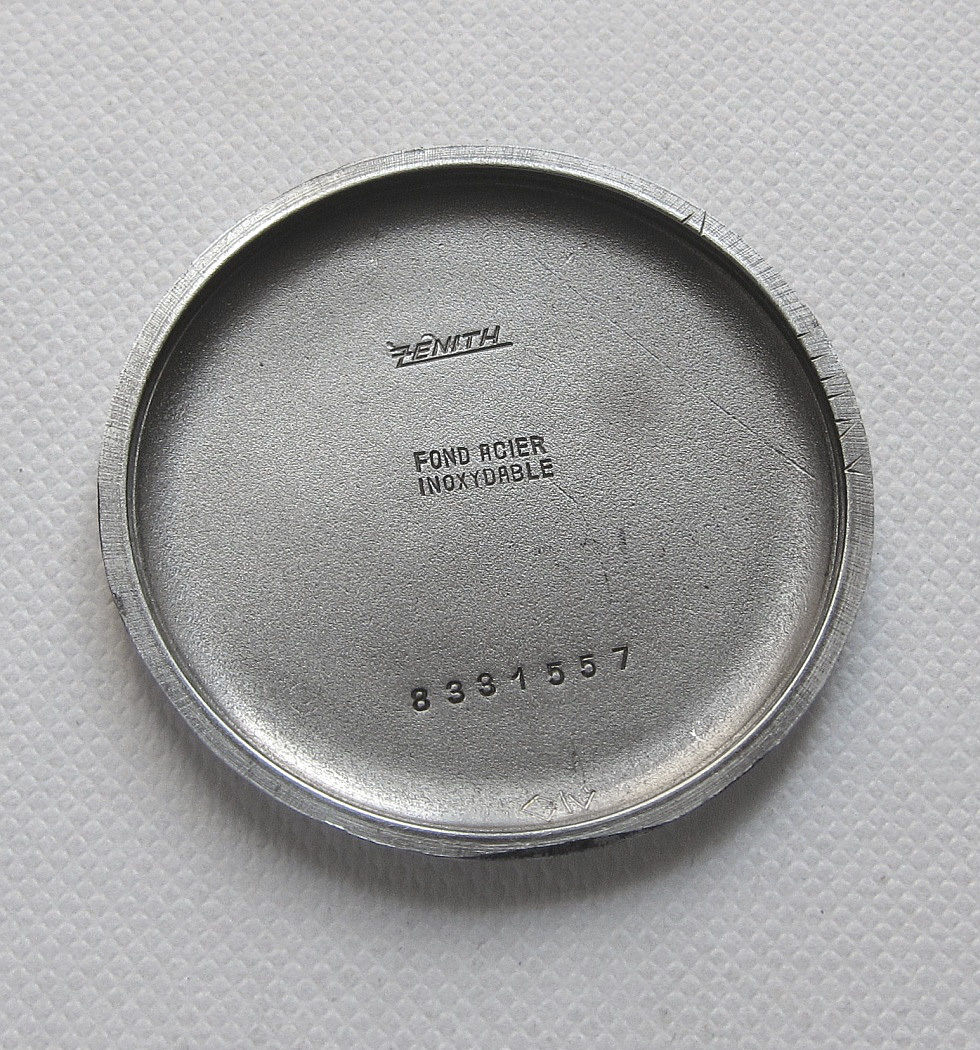 ZENITH
FOND ACIER
INOXYDABLE
8331557